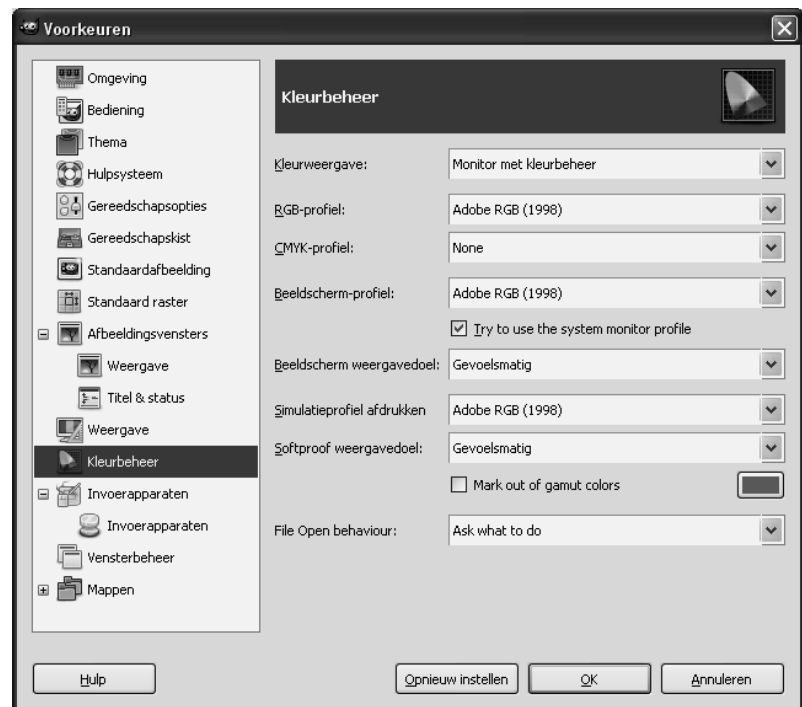 Voorkeuren
Omgeving
Bediening
Thema
Hulpsysteem
Gereedschapsopties
Gereedschapskist
Standaardafbeelding
Standaard raster
Afbeeldingsvensters
Weergave
Titel & status
Weergave
Kleurbeheer
Invoerapparaten
Invoerapparaten
Vensterbeheer
Mappen
Kleurbeheer
Kleurweergave: Monitor met kleurbeheer
RGB-profiel: Adobe RGB (1998)
CMYK-profiel: None
Beeldscherm-profiel: Adobe RGB (1998)
Try to use the system monitor profile
Beeldscherm weergavedoel: Gevoelsmatig
Simulatieprofiel afdrukken Adobe RGB (1998)
Softproof weergavedoel: Gevoelsmatig
Mark out of gamut colors
File Open behaviour: Ask what to do
Hulp Opnieuw instellen OK Annuleren